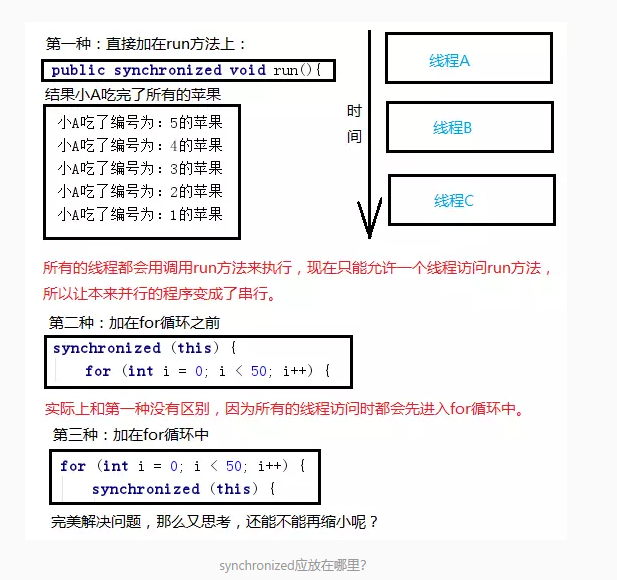 第一种：直接加在run方法上：
public synchronized void run(){
结果小A吃完了所有的苹果
小A吃了编号为：5的苹果
小A吃了编号为：4的苹果
小A吃了编号为：3的苹果
小A吃了编号为：2的苹果
小A吃了编号为：1的苹果
时间
线程A
线程B
线程C
所有的线程都会用调用run方法来执行，现在只能允许一个线程访问run方法，
所以让本来并行的程序变成了串行。
第二种：加在for循环之前
synchronized (this) {
for (int i = 0; i < 50; i++) {
实际上和第一种没有区别，因为所有的线程访问时都会先进入for循环中。
第三种：加在for循环中
for (int i = 0; i < 50; i++) {
synchronized (this) {
完美解决问题，那么又思考，还能不能再缩小呢？
synchronized应放在哪里?